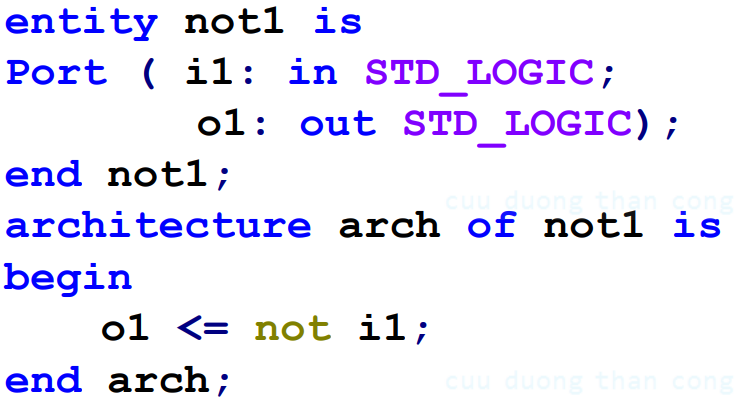 entity not1 is
Port ( i1: in STD_LOGIC;
o1: out STD_LOGIC);
end not1;
cuu duong than cong
architecture arch of not1 is
begin
o1 <= not i1;
end arch;
cuu duong than cong